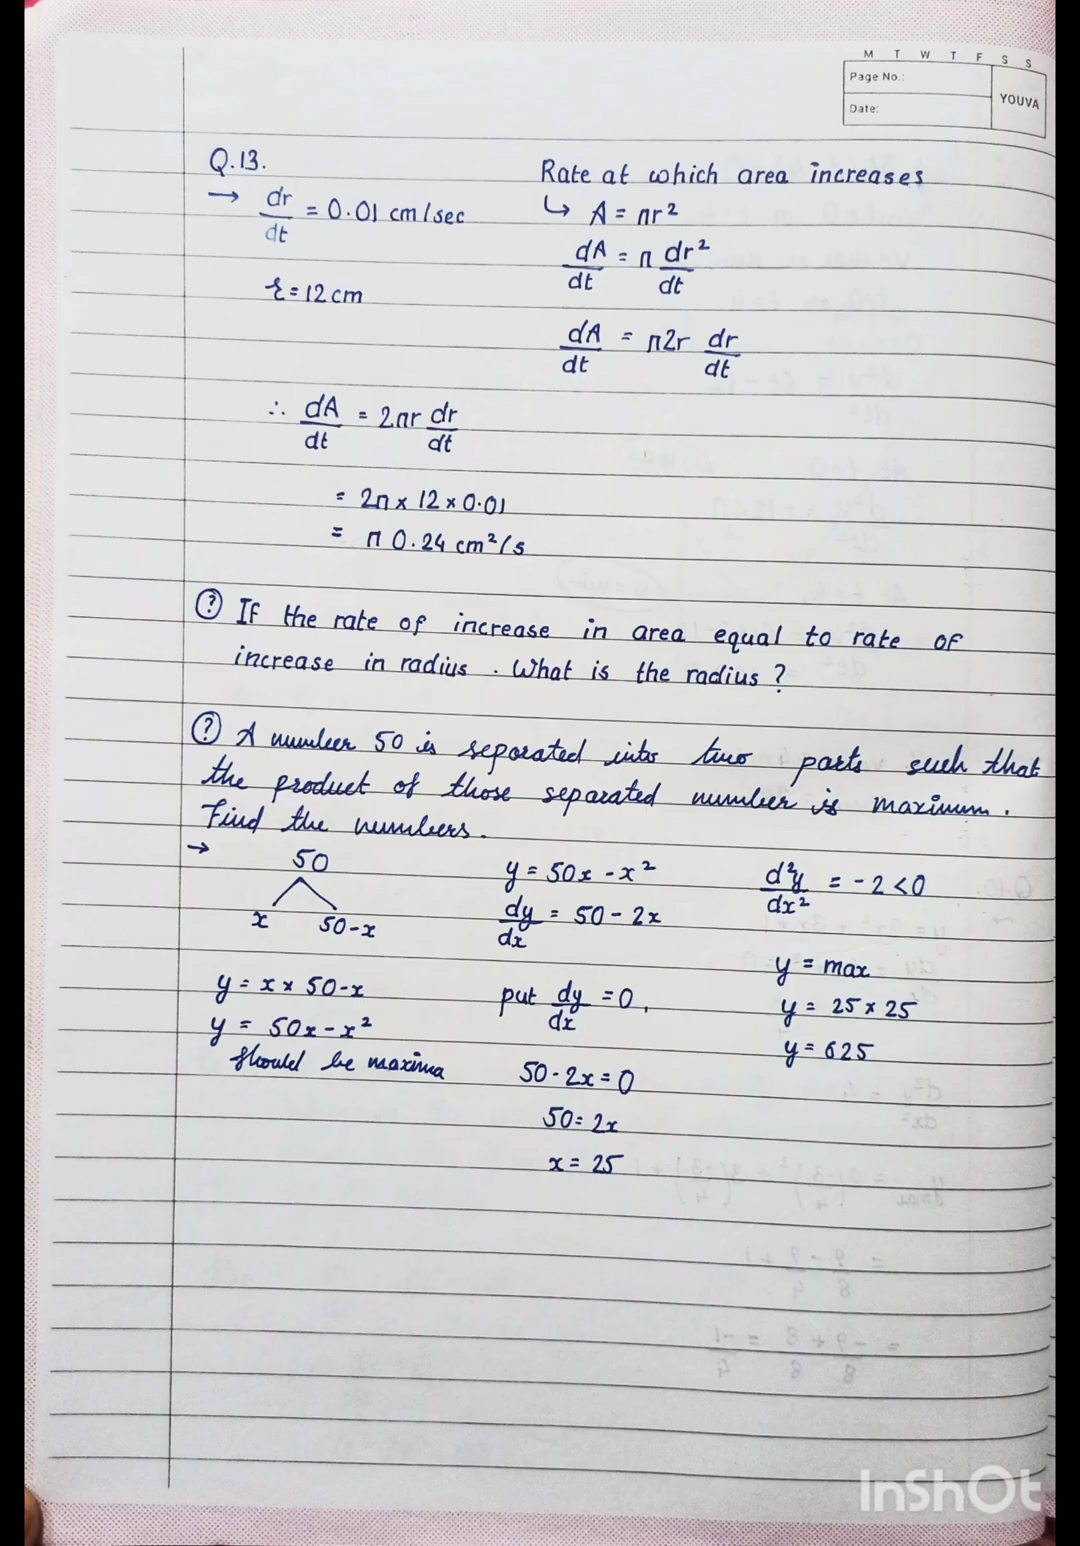 M T W T F S S
Page No.:
Date:
YOUVA
Q.13.
→ dr/dt = 0.01 cm/sec
r = 12 cm
Rate at which area increases
↳ A = πr²
dA/dt = π dr²/dt
dA/dt = π2r dr/dt
∴ dA/dt = 2πr dr/dt
= 2π × 12 × 0.01
= π 0.24 cm²/s
? If the rate of increase in area equal to rate of
increase in radius. What is the radius?
? A number 50 is separated into two parts such that
the product of those separated number is maximum.
Find the numbers.
→ 50
x 50-x
y = x × 50-x
y = 50x - x²
should be maxima
y = 50x - x²
dy/dx = 50 - 2x
put dy/dx = 0,
50 - 2x = 0
50 = 2x
x = 25
d²y/dx² = -2 < 0
y = max
y = 25 × 25
y = 625
InShOt